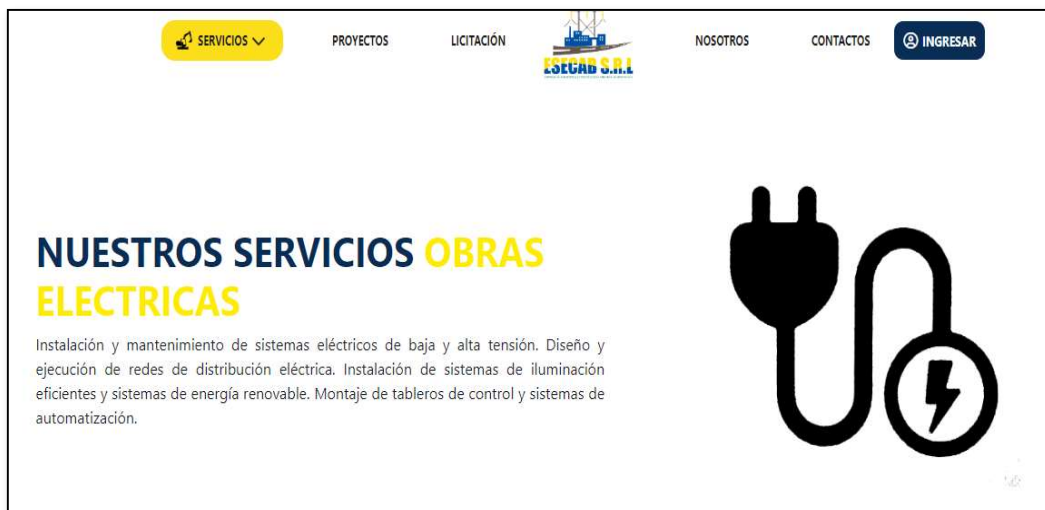 SERVICIOS
PROYECTOS
LICITACIÓN
ESECAD S.R.L
NOSOTROS
CONTACTOS
INGRESAR
NUESTROS SERVICIOS OBRAS
ELECTRICAS
Instalación y mantenimiento de sistemas eléctricos de baja y alta tensión. Diseño y
ejecución de redes de distribución eléctrica. Instalación de sistemas de iluminación
eficientes y sistemas de energía renovable. Montaje de tableros de control y sistemas de
automatización.